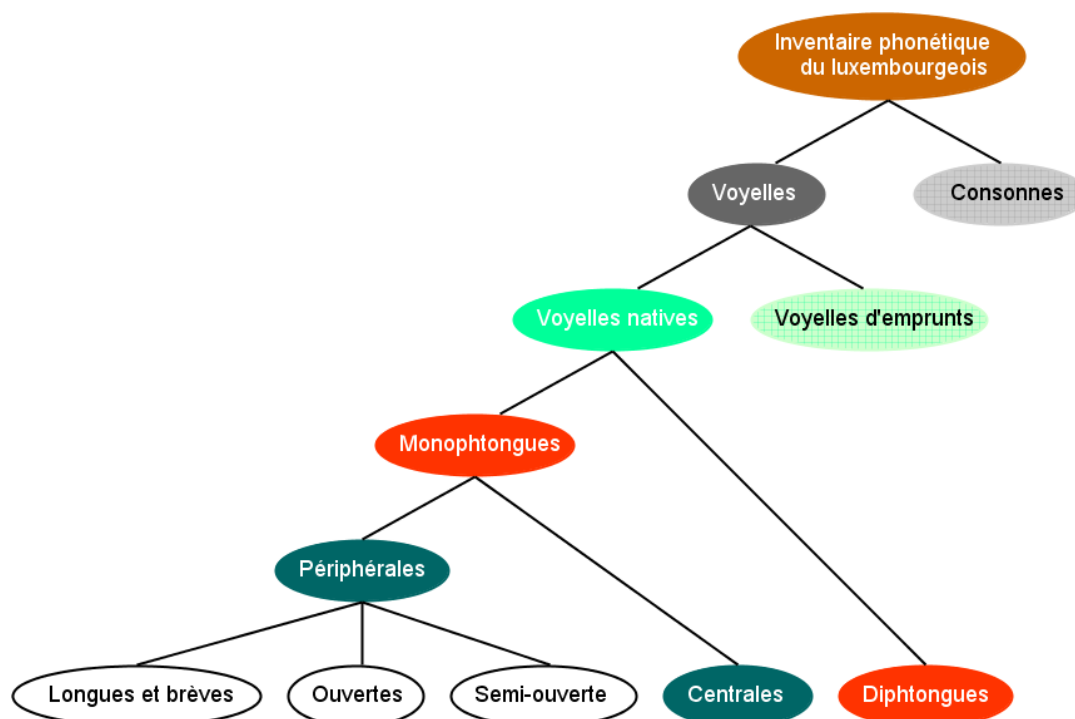 Inventaire phonétique
du luxembourgeois
Voyelles
Consonnes
Voyelles natives
Voyelles d'emprunts
Monophtongues
Périphérales
Longues et brèves
Ouvertes
Semi-ouverte
Centrales
Diphtongues